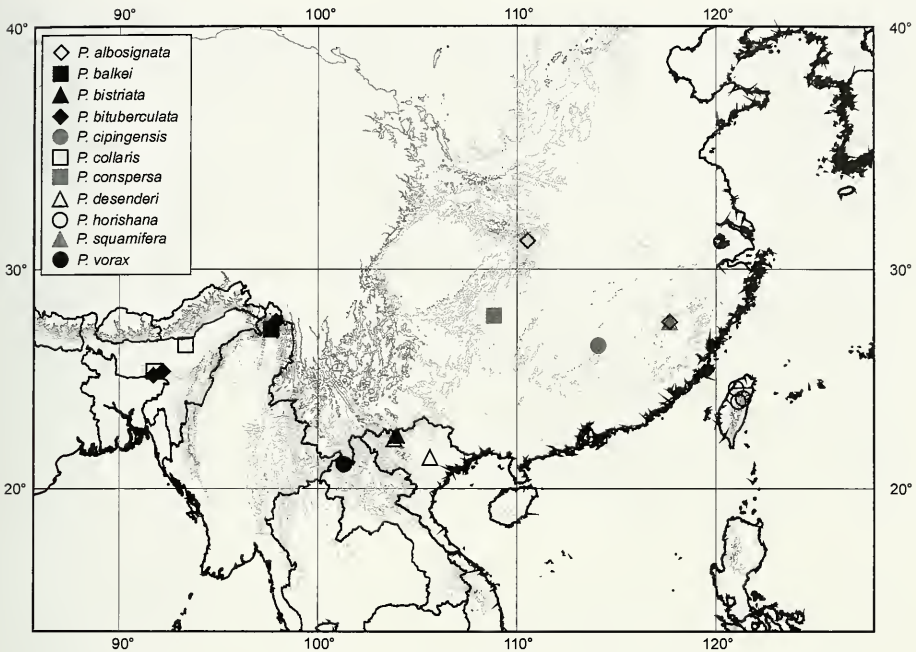 90° 100° 110° 120°
40° 40°
P. albosignata
P. balkei
P. bistriata
P. bituberculata
P. cipingensis
P. collaris
P. conspersa
P. desenderi
P. horishana
P. squamifera
P. vorax
30° 30°
20° 20°
90° 100° 110° 120°